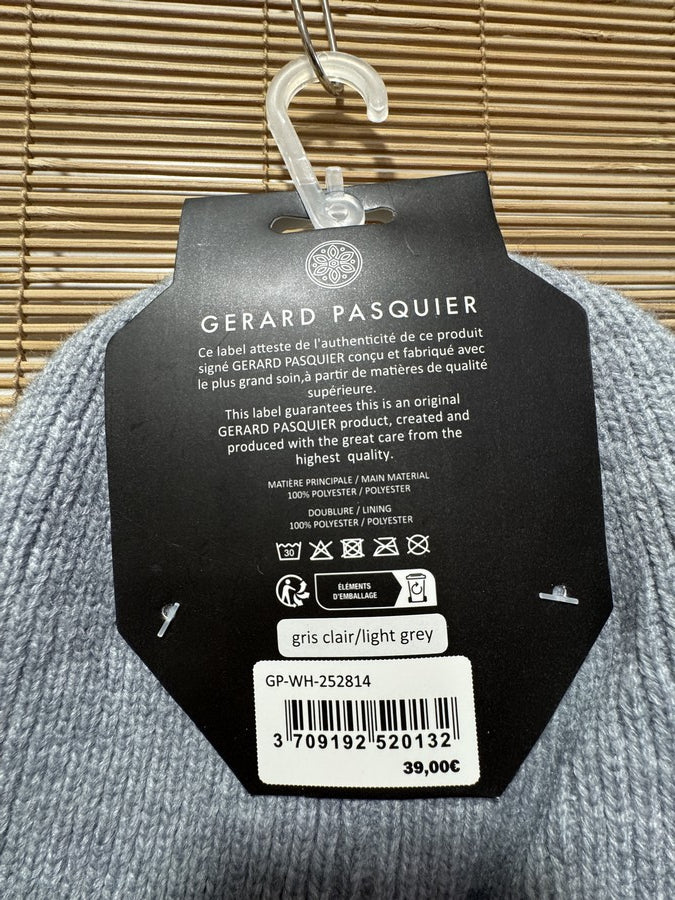 GERARD PASQUIER
Ce label atteste de l'authenticité de ce produit
signé GERARD PASQUIER conçu et fabriqué avec
le plus grand soin,à partir de matières de qualité
supérieure.
This label guarantees this is an original
GERARD PASQUIER product, created and
produced with the great care from the
highest quality.
MATIÈRE PRINCIPALE / MAIN MATERIAL
100% POLYESTER / POLYESTER
DOUBLURE / LINING
100% POLYESTER / POLYESTER
30
ÉLÉMENTS
D'EMBALLAGE
gris clair/light grey
GP-WH-252814
3 709192 520132
39,00€